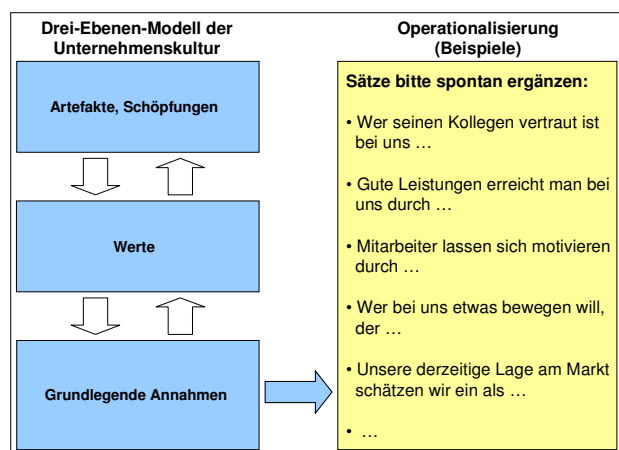 Drei-Ebenen-Modell der
Unternehmenskultur
Artefakte, Schöpfungen
Werte
Grundlegende Annahmen
Operationalisierung
(Beispiele)
Sätze bitte spontan ergänzen:
• Wer seinen Kollegen vertraut ist
bei uns …
• Gute Leistungen erreicht man bei
uns durch …
• Mitarbeiter lassen sich motivieren
durch …
• Wer bei uns etwas bewegen will,
der …
• Unsere derzeitige Lage am Markt
schätzen wir ein als …
• …